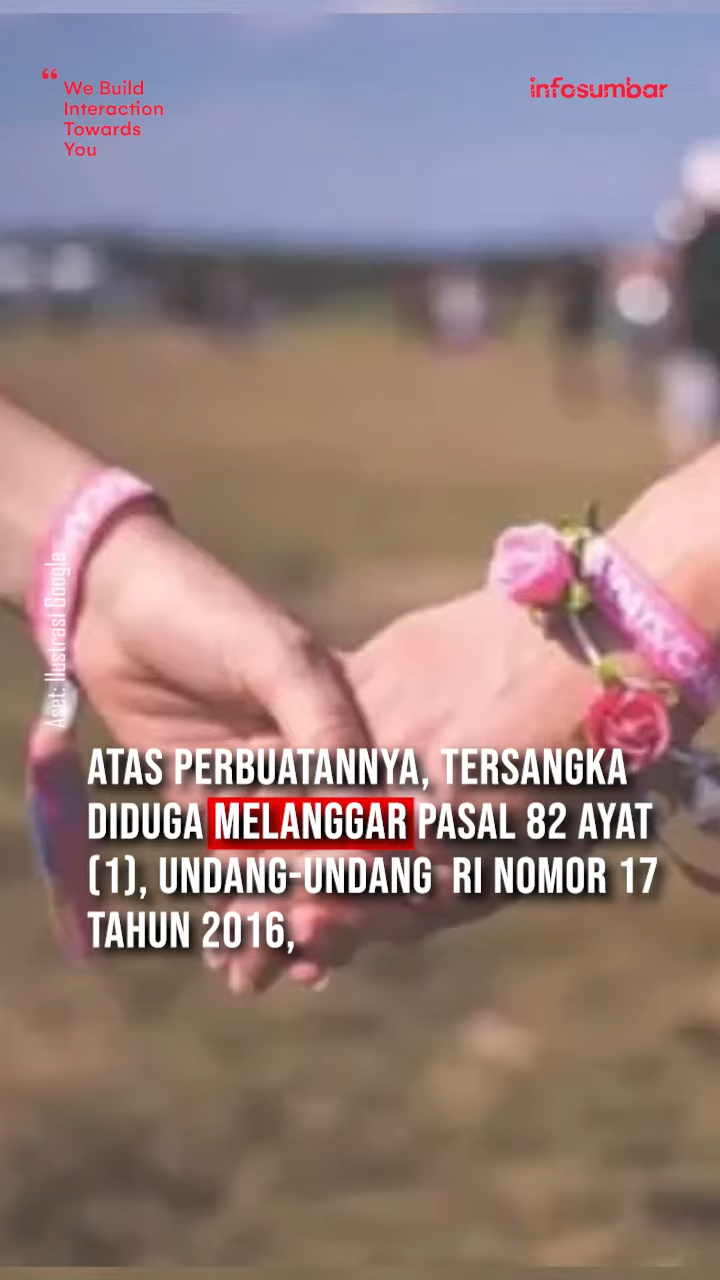 “ We Build
Interaction
Towards
You
infosumbar
Aset: Ilustrasi Google
ATAS PERBUATANNYA, TERSANGKA
DIDUGA MELANGGAR PASAL 82 AYAT
(1), UNDANG-UNDANG RI NOMOR 17
TAHUN 2016,